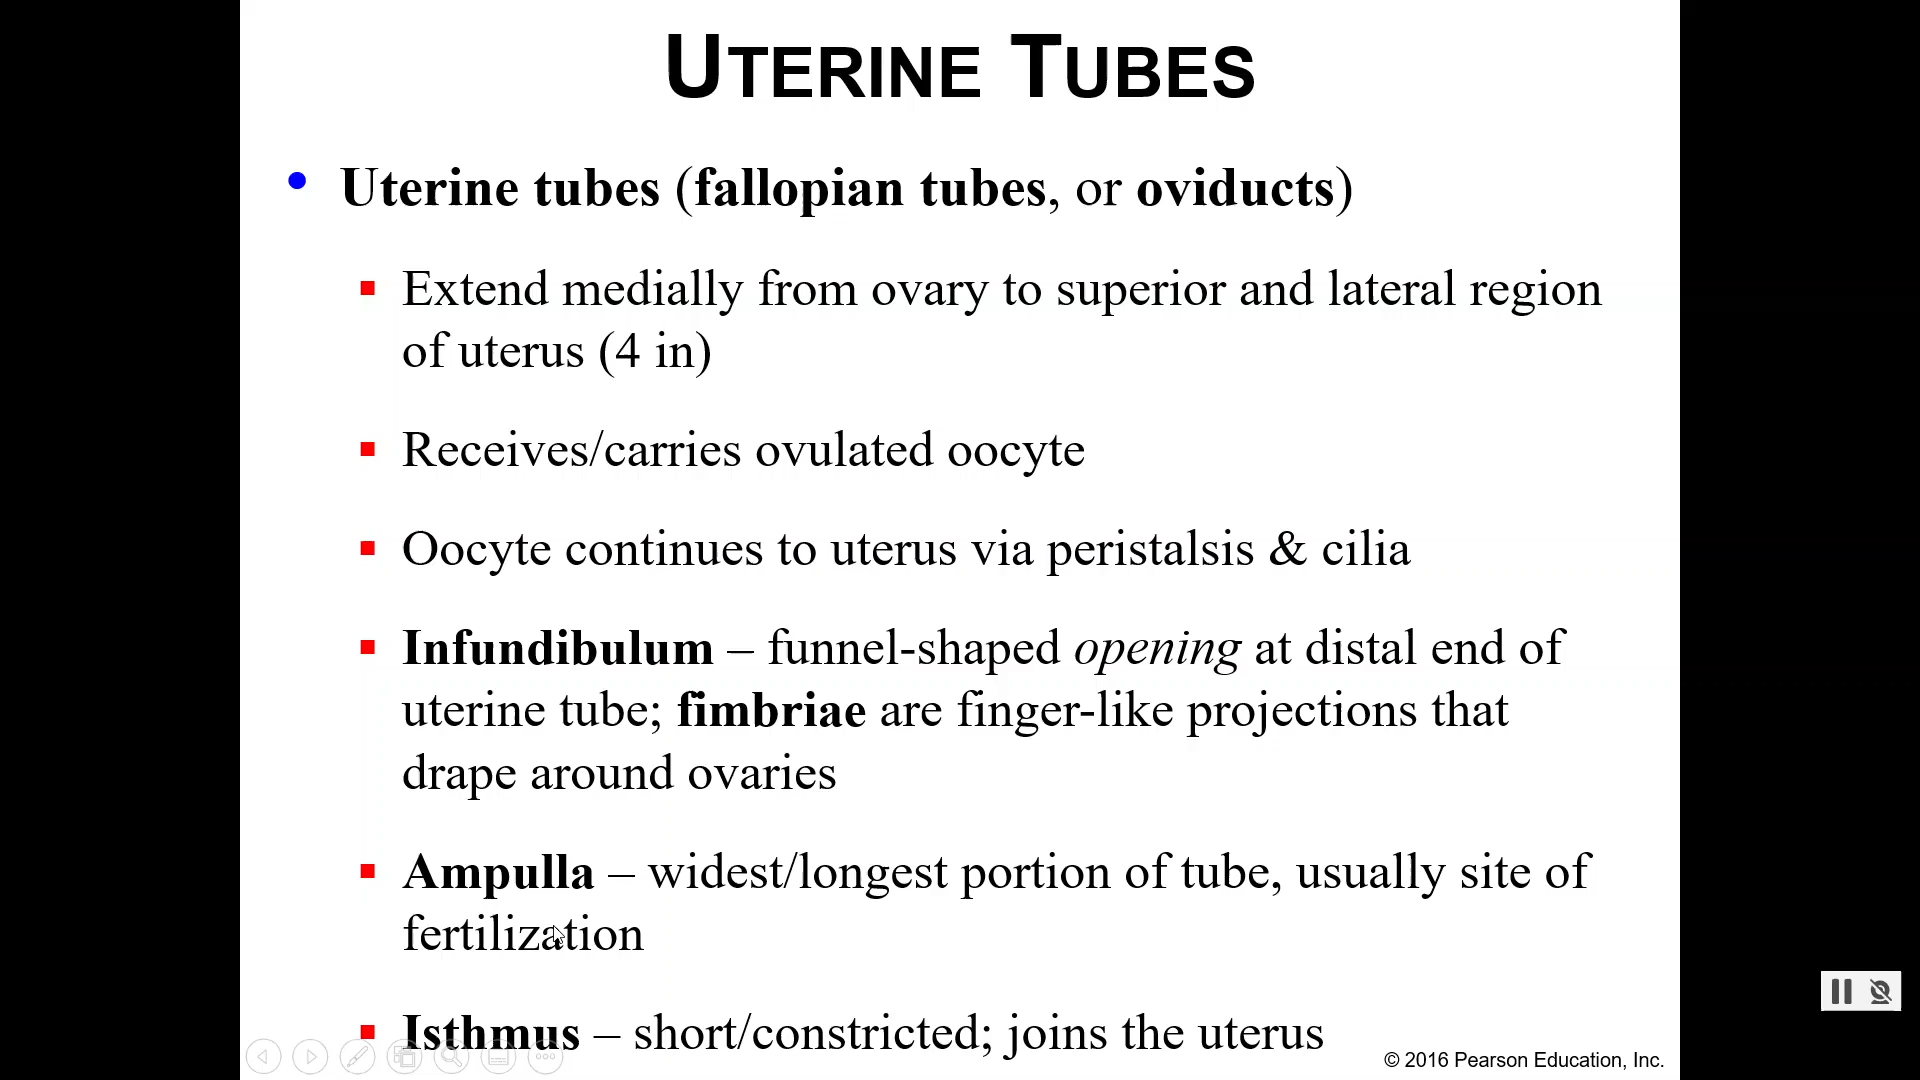 UTERINE TUBES
• Uterine tubes (fallopian tubes, or oviducts)
▪ Extend medially from ovary to superior and lateral region
of uterus (4 in)
▪ Receives/carries ovulated oocyte
▪ Oocyte continues to uterus via peristalsis & cilia
▪ Infundibulum – funnel-shaped opening at distal end of
uterine tube; fimbriae are finger-like projections that
drape around ovaries
▪ Ampulla – widest/longest portion of tube, usually site of
fertilization
▪ Isthmus – short/constricted; joins the uterus
© 2016 Pearson Education, Inc.